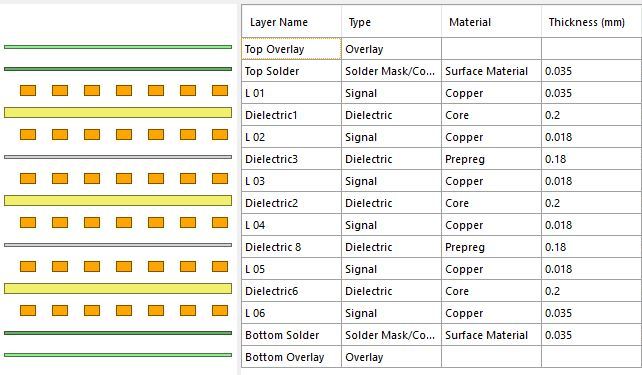 Layer Name Type Material Thickness (mm)
Top Overlay Overlay
Top Solder Solder Mask/Co... Surface Material 0.035
L 01 Signal Copper 0.035
Dielectric1 Dielectric Core 0.2
L 02 Signal Copper 0.018
Dielectric3 Dielectric Prepreg 0.18
L 03 Signal Copper 0.018
Dielectric2 Dielectric Core 0.2
L 04 Signal Copper 0.018
Dielectric 8 Dielectric Prepreg 0.18
L 05 Signal Copper 0.018
Dielectric6 Dielectric Core 0.2
L 06 Signal Copper 0.035
Bottom Solder Solder Mask/Co... Surface Material 0.035
Bottom Overlay Overlay